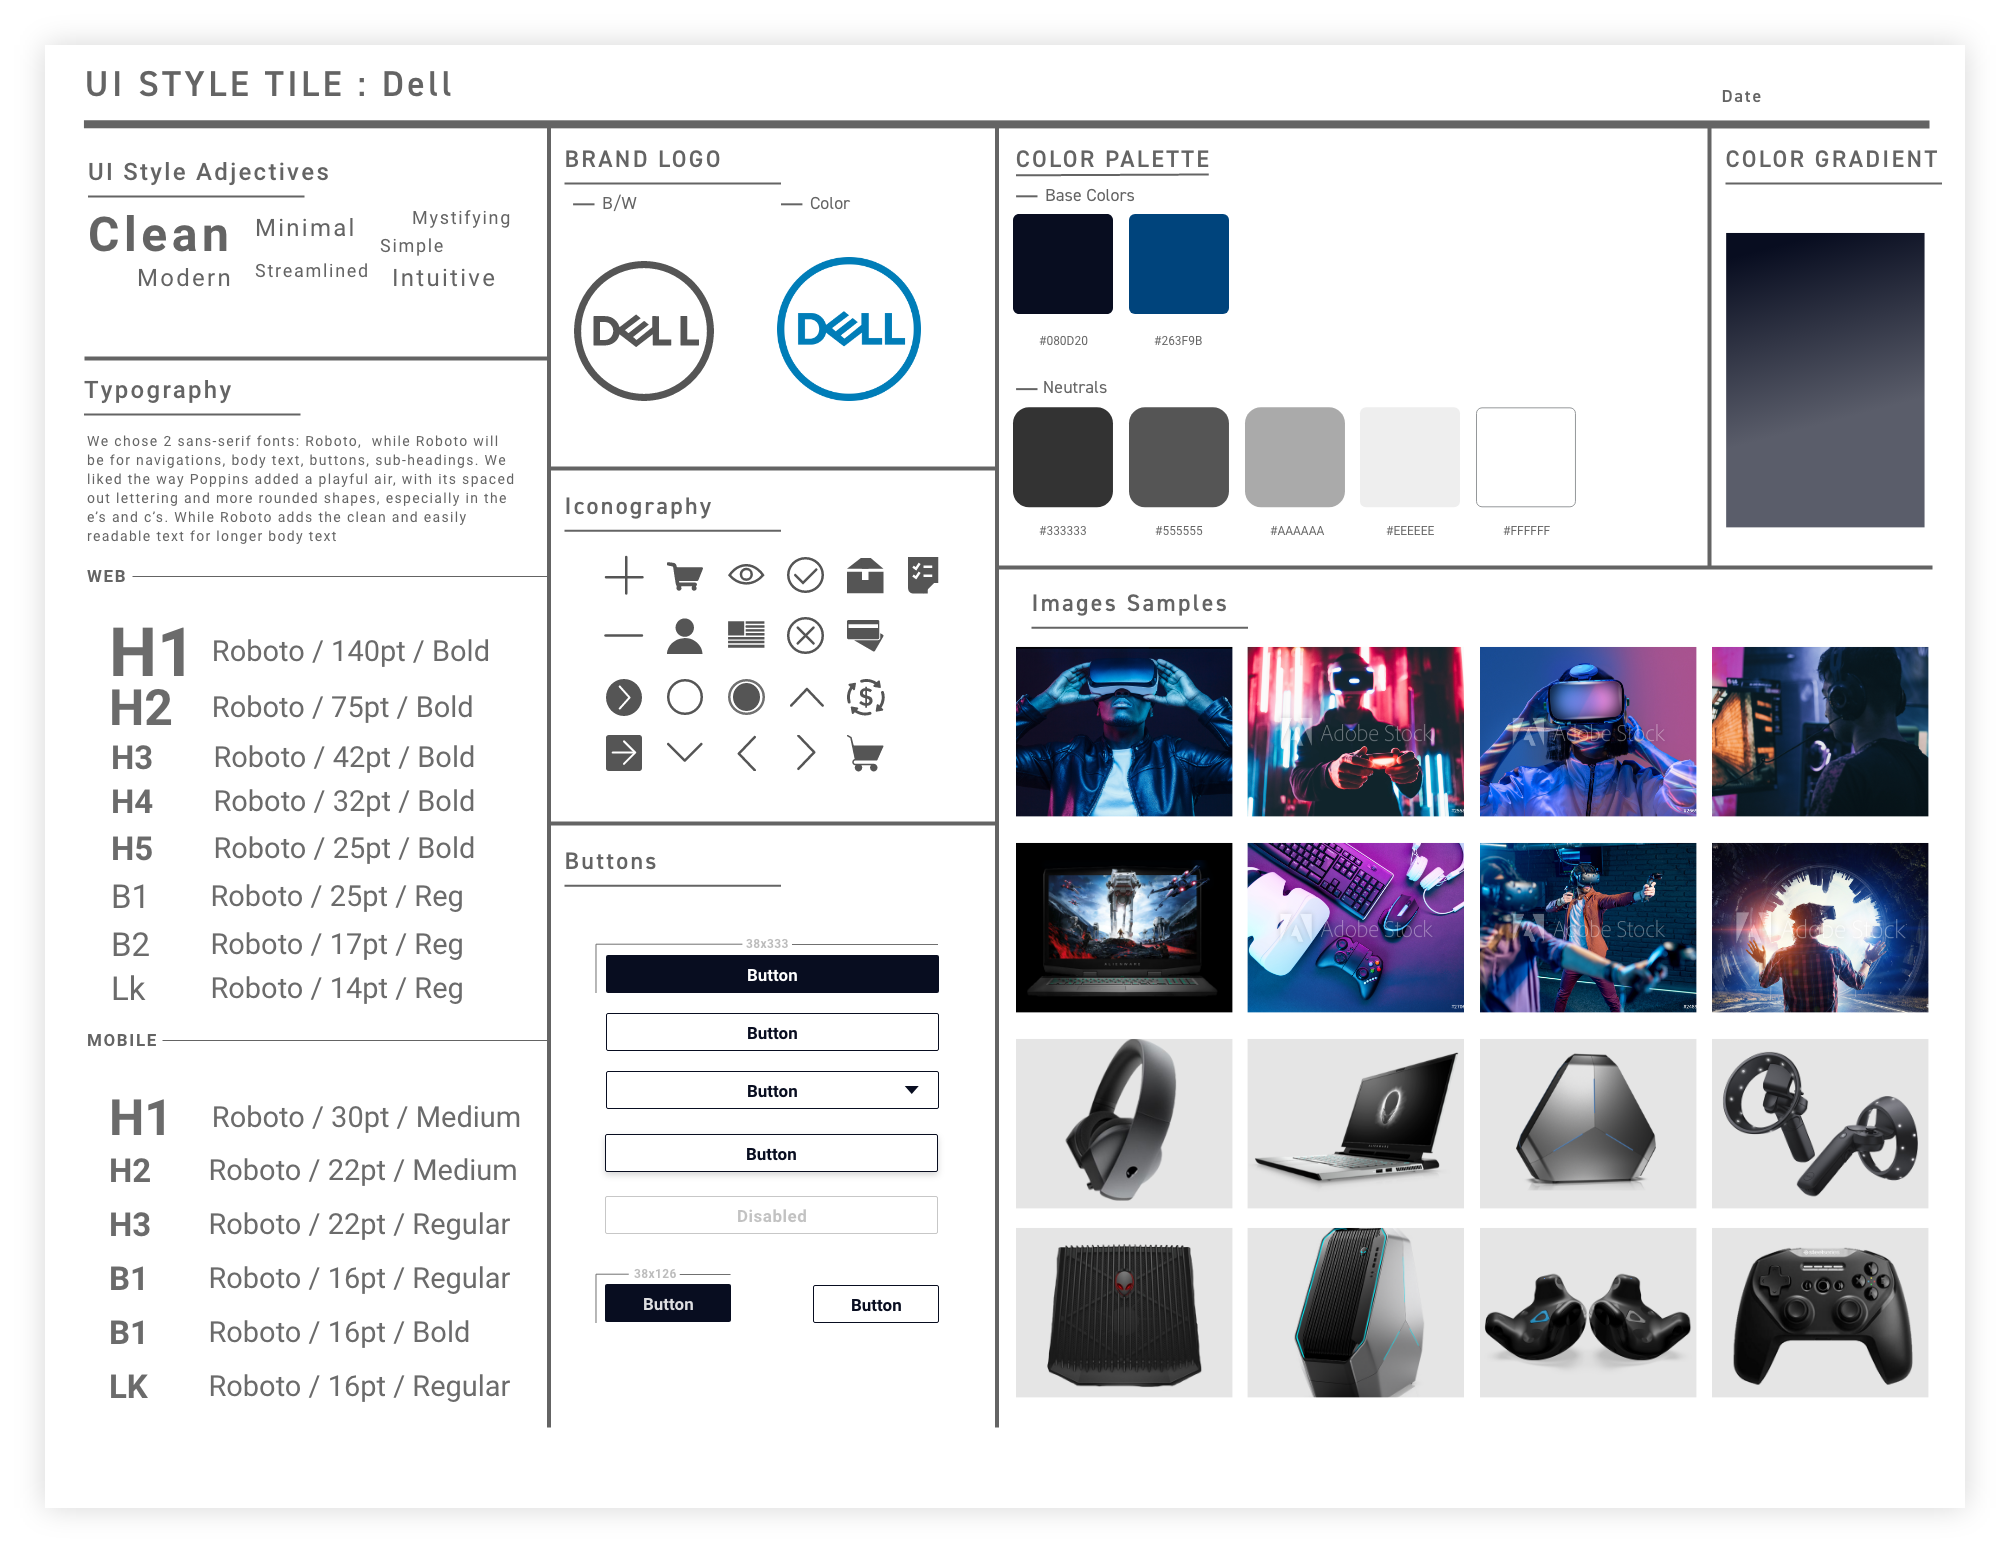 UI STYLE TILE : Dell
Date
UI Style Adjectives
Clean
Minimal
Mystifying
Simple
Modern
Streamlined
Intuitive
Typography
We chose 2 sans-serif fonts: Roboto,  while Roboto will
be for navigations, body text, buttons, sub-headings. We
liked the way Poppins added a playful air, with its spaced
out lettering and more rounded shapes, especially in the
e’s and c’s. While Roboto adds the clean and easily
readable text for longer body text
WEB
H1 Roboto / 140pt / Bold
H2 Roboto / 75pt / Bold
H3 Roboto / 42pt / Bold
H4 Roboto / 32pt / Bold
H5 Roboto / 25pt / Bold
B1 Roboto / 25pt / Reg
B2 Roboto / 17pt / Reg
Lk Roboto / 14pt / Reg
MOBILE
H1 Roboto / 30pt / Medium
H2 Roboto / 22pt / Medium
H3 Roboto / 22pt / Regular
B1 Roboto / 16pt / Regular
B1 Roboto / 16pt / Bold
LK Roboto / 16pt / Regular
BRAND LOGO
B/W
Color
DELL
DELL
Iconography
$
Buttons
38x333
Button
Button
Button
Button
Disabled
38x126
Button
Button
COLOR PALETTE
Base Colors
#080D20
#263F9B
Neutrals
#333333
#555555
#AAAAAA
#EEEEEE
#FFFFFF
COLOR GRADIENT
Images Samples
Adobe Stock
Adobe Stock
ALIENWARE
Adobe Stock
Adobe Stock
Adobe Stock